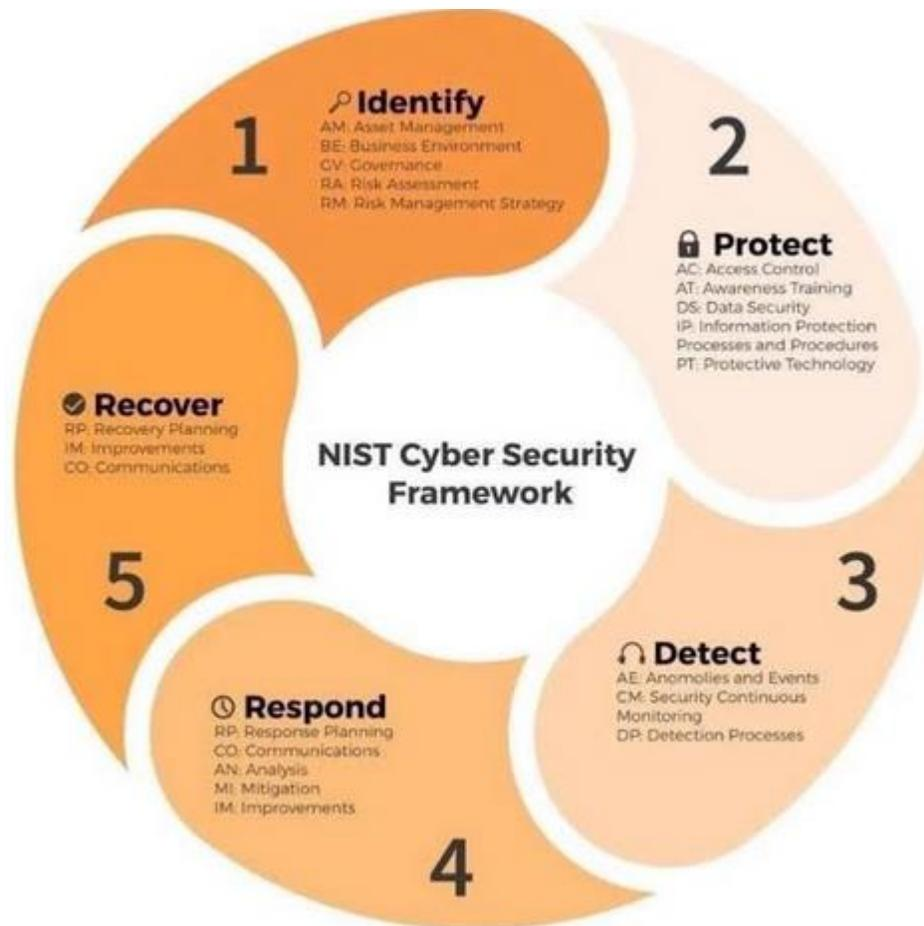 1
Identify
AM: Asset Management
BE: Business Environment
GV: Governance
RA: Risk Assessment
RM: Risk Management Strategy
2
Protect
AC: Access Control
AT: Awareness Training
DS: Data Security
IP: Information Protection
Processes and Procedures
PT: Protective Technology
3
Detect
AE: Anomolies and Events
CM: Security Continuous
Monitoring
DP: Detection Processes
4
Respond
RP: Response Planning
CO: Communications
AN: Analysis
MI: Mitigation
IM: Improvements
5
Recover
RP: Recovery Planning
IM: Improvements
CO: Communications
NIST Cyber Security
Framework